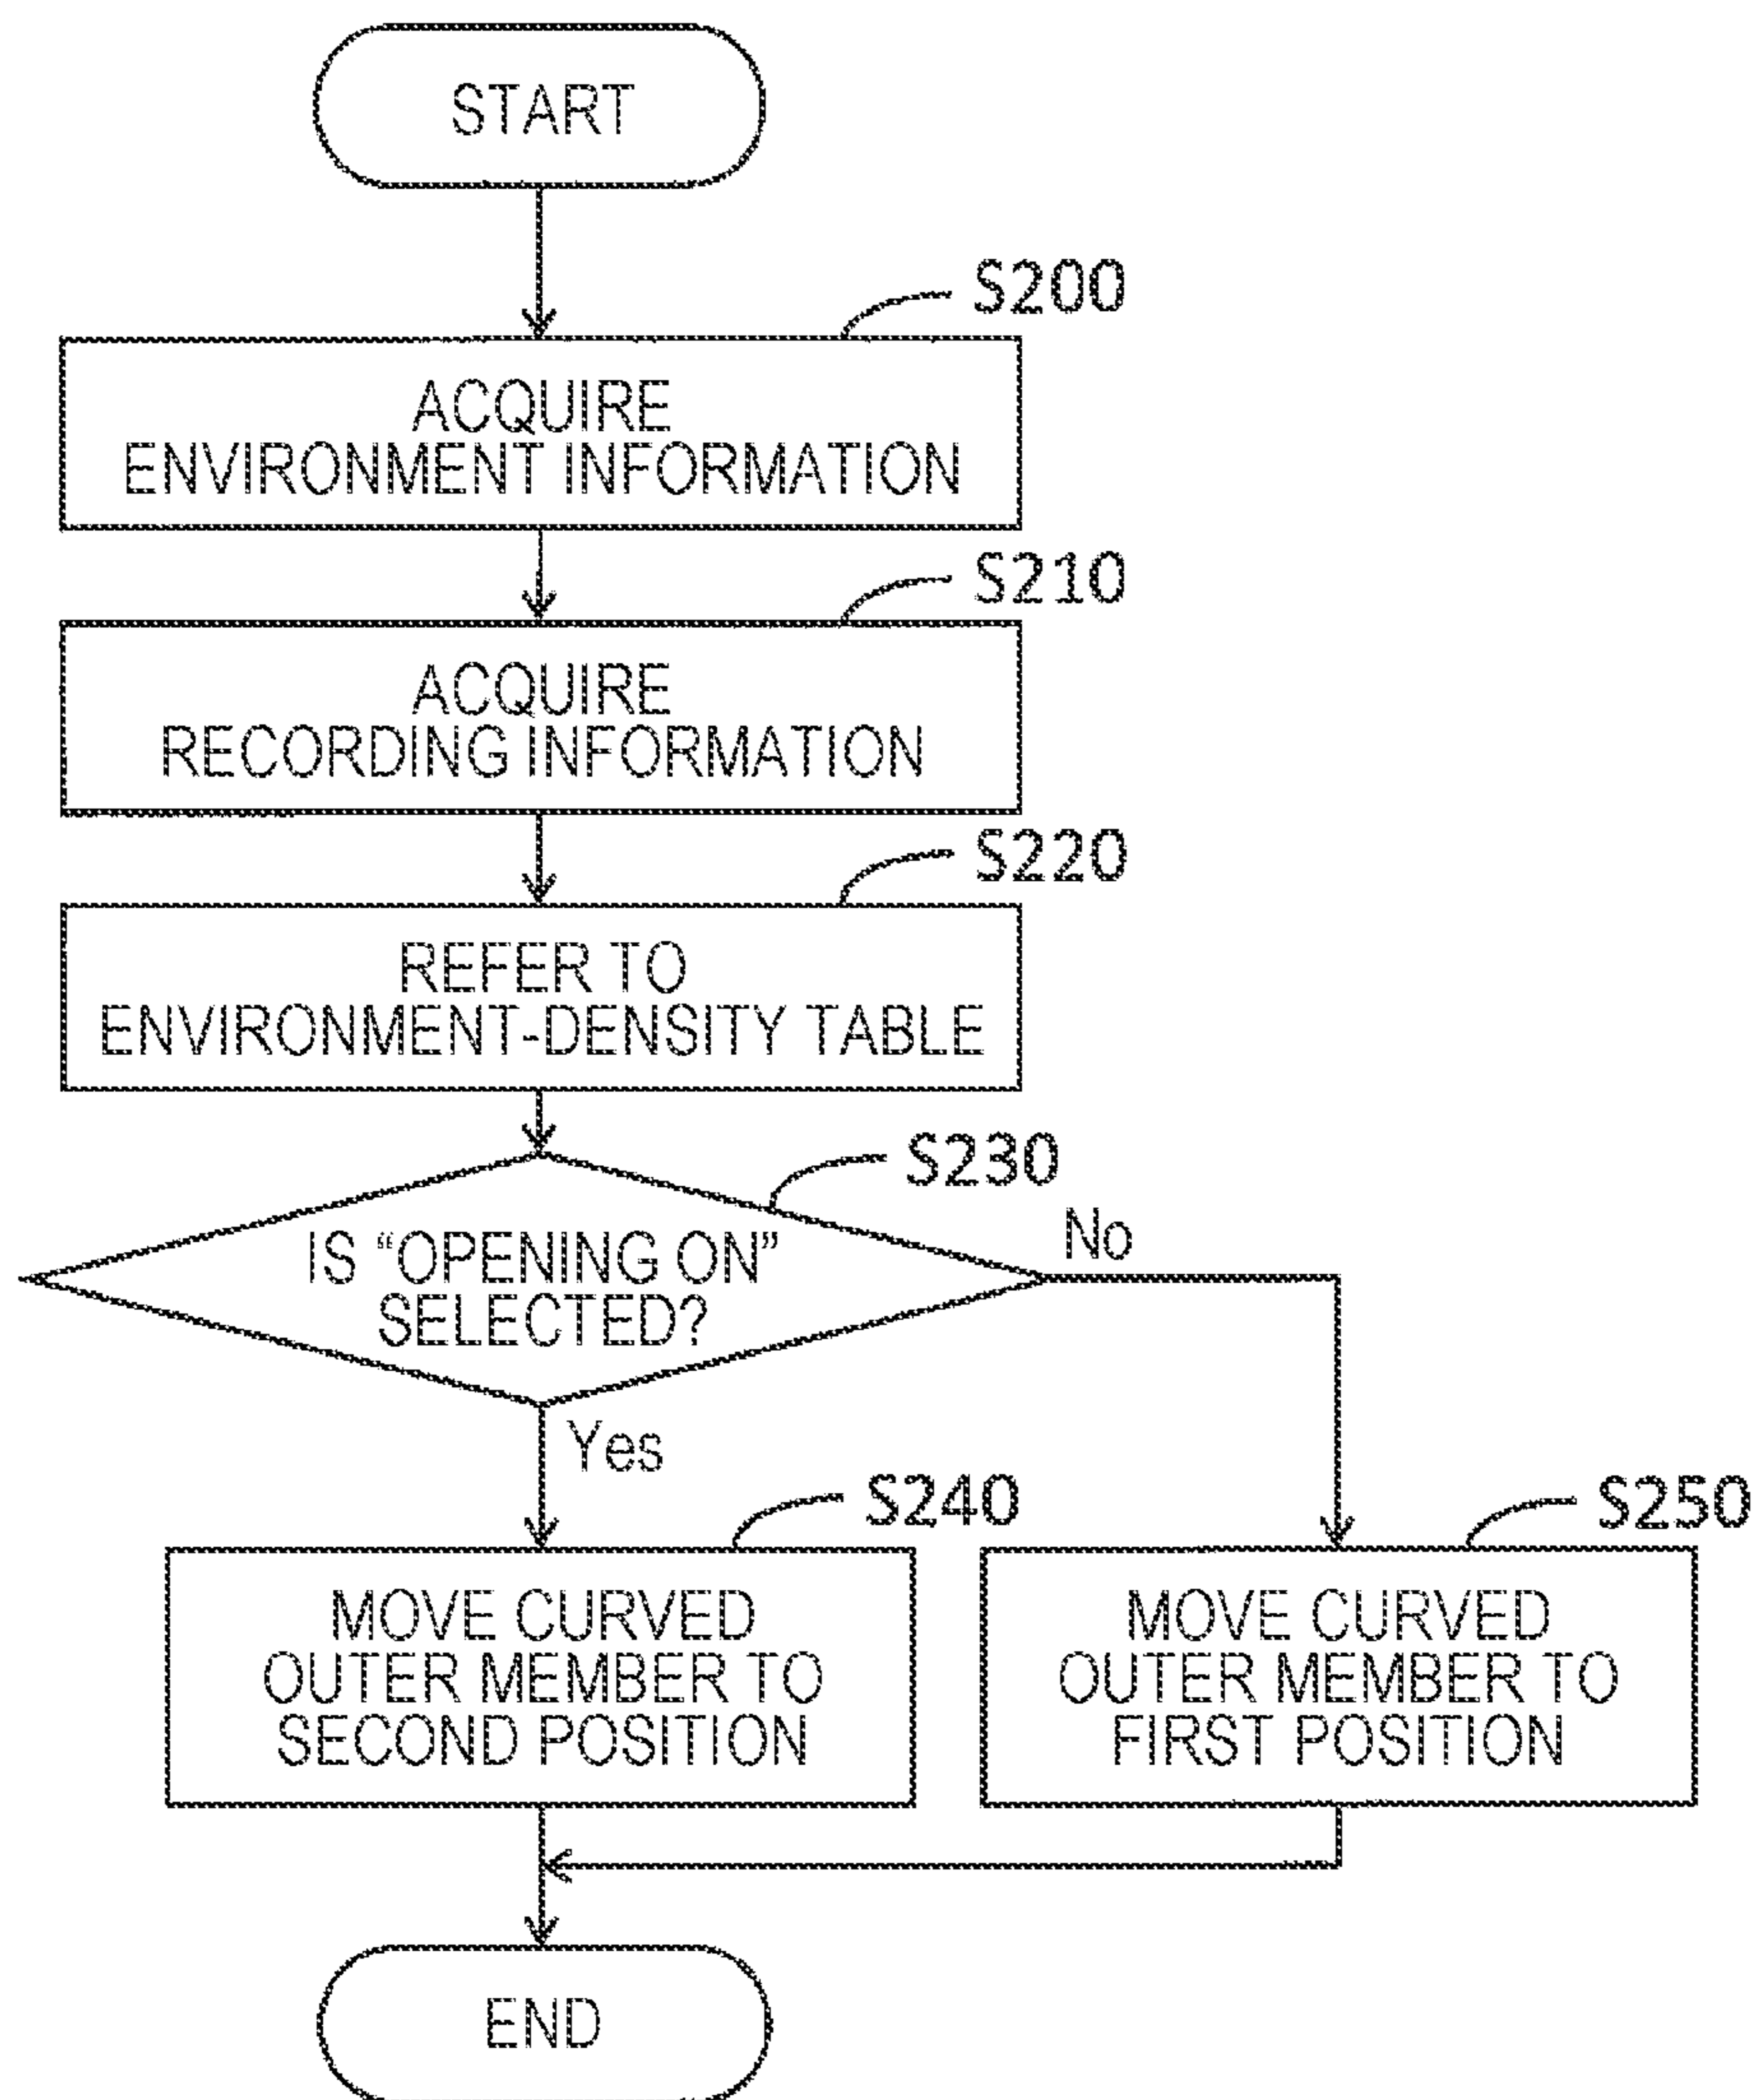 START
S200
ACQUIRE
ENVIRONMENT INFORMATION
S210
ACQUIRE
RECORDING INFORMATION
S220
REFER TO
ENVIRONMENT-DENSITY TABLE
S230
IS “OPENING ON”
SELECTED?
No
Yes
S240
MOVE CURVED
OUTER MEMBER TO
SECOND POSITION
S250
MOVE CURVED
OUTER MEMBER TO
FIRST POSITION
END